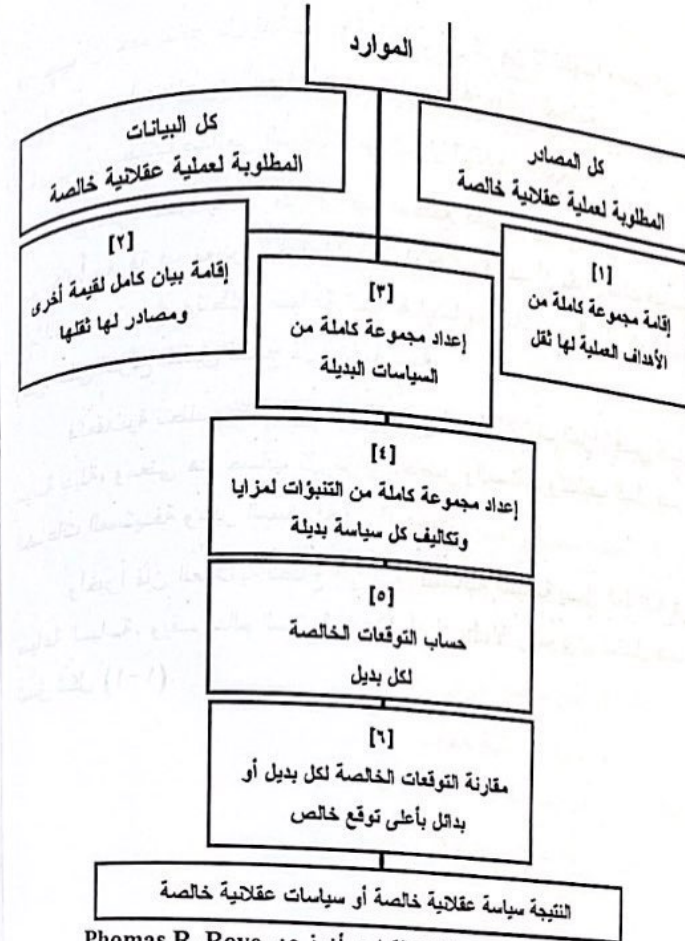 الموارد
كل المصادر
المطلوبة لعملية عقلانية خالصة
كل البيانات
المطلوبة لعملية عقلانية خالصة
[١]
إقامة مجموعة كاملة من
الأهداف العملية لها ثقل
[٢]
إقامة بيان كامل لقيمة أخرى
ومصادر لها ثقلها
[٣]
إعداد مجموعة كاملة من
السياسات البديلة
[٤]
إعداد مجموعة كاملة من التنبؤات لمزايا
وتكاليف كل سياسة بديلة
[٥]
حساب التوقعات الخالصة
لكل بديل
[٦]
مقارنة التوقعات الخالصة لكل بديل أو
بدائل بأعلى توقع خالص
النتيجة سياسة عقلانية خالصة أو سياسات عقلانية خالصة
Phomas R. Roye